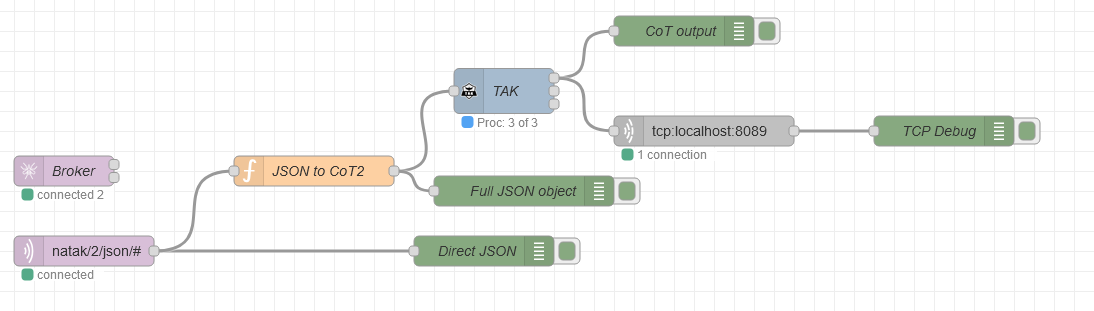 CoT output
TAK
Proc: 3 of 3
tcp:localhost:8089
TCP Debug
1 connection
Broker
JSON to CoT2
connected 2
Full JSON object
natak/2/json/#
Direct JSON
connected